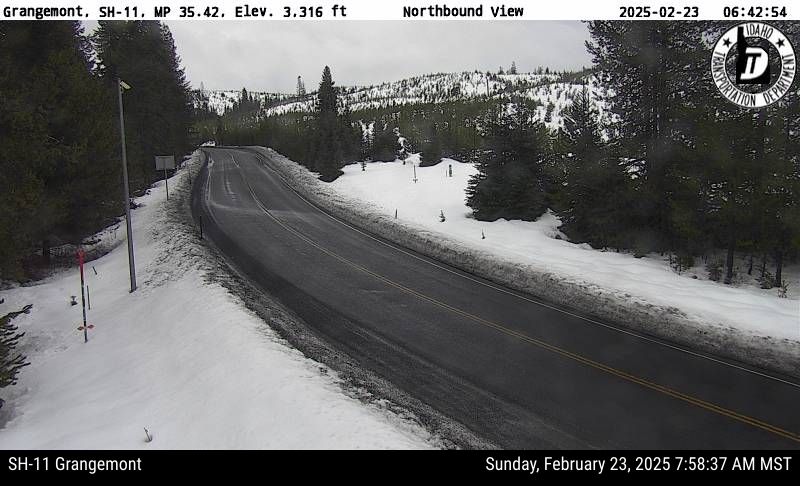 Grangemont, SH-11, MP 35.42, Elev. 3,316 ft Northbound View 2025-02-23 06:42:54
IDAHO
TRANSPORTATION DEPARTMENT
SH-11 Grangemont Sunday, February 23, 2025 7:58:37 AM MST